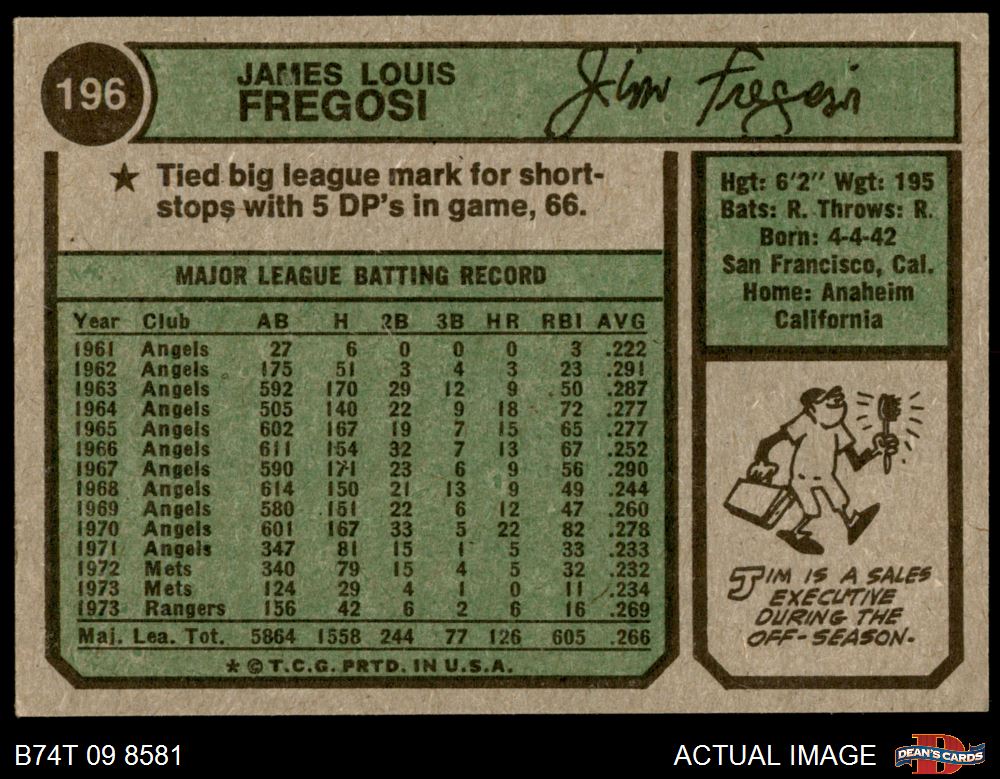 196
JAMES LOUIS
FREGOSI
Jim Fregosi
★ Tied big league mark for short-
stops with 5 DP's in game, 66.
Hgt: 6'2" Wgt: 195
Bats: R. Throws: R.
Born: 4-4-42
San Francisco, Cal.
Home: Anaheim
California
MAJOR LEAGUE BATTING RECORD
Year Club AB H 2B 3B HR RBI AVG
1961 Angels 27 6 0 0 0 3 .222
1962 Angels 175 51 3 4 3 23 .291
1963 Angels 592 170 29 12 9 50 .287
1964 Angels 505 140 22 9 18 72 .277
1965 Angels 602 167 19 7 15 65 .277
1966 Angels 611 154 32 7 13 67 .252
1967 Angels 590 171 23 6 9 56 .290
1968 Angels 614 150 21 13 9 49 .244
1969 Angels 580 151 22 6 12 47 .260
1970 Angels 601 167 33 5 22 82 .278
1971 Angels 347 81 15 1 5 33 .233
1972 Mets 340 79 15 4 5 32 .232
1973 Mets 124 29 4 1 0 11 .234
1973 Rangers 156 42 6 2 6 16 .269
Maj. Lea. Tot. 5864 1558 244 77 126 605 .266
★ © T.C.G. PRTD. IN U.S.A.
JIM IS A SALES
EXECUTIVE
DURING THE
OFF-SEASON.
B74T 09 8581
ACTUAL IMAGE
D
DEAN'S CARDS